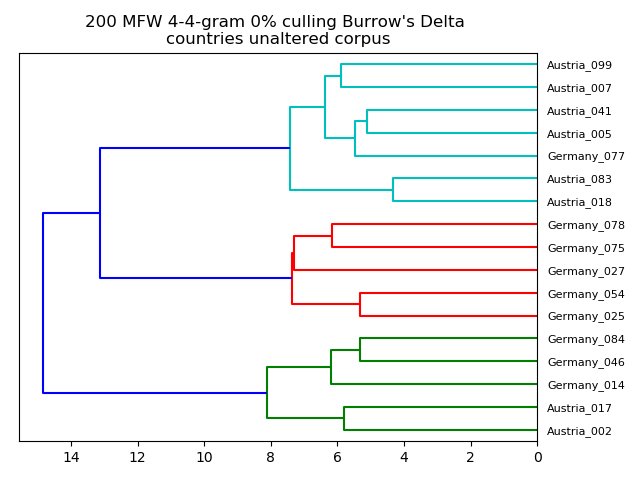 200 MFW 4-4-gram 0% culling Burrow's Delta
countries unaltered corpus
Austria_099
Austria_007
Austria_041
Austria_005
Germany_077
Austria_083
Austria_018
Germany_078
Germany_075
Germany_027
Germany_054
Germany_025
Germany_084
Germany_046
Germany_014
Austria_017
Austria_002
14 12 10 8 6 4 2 0